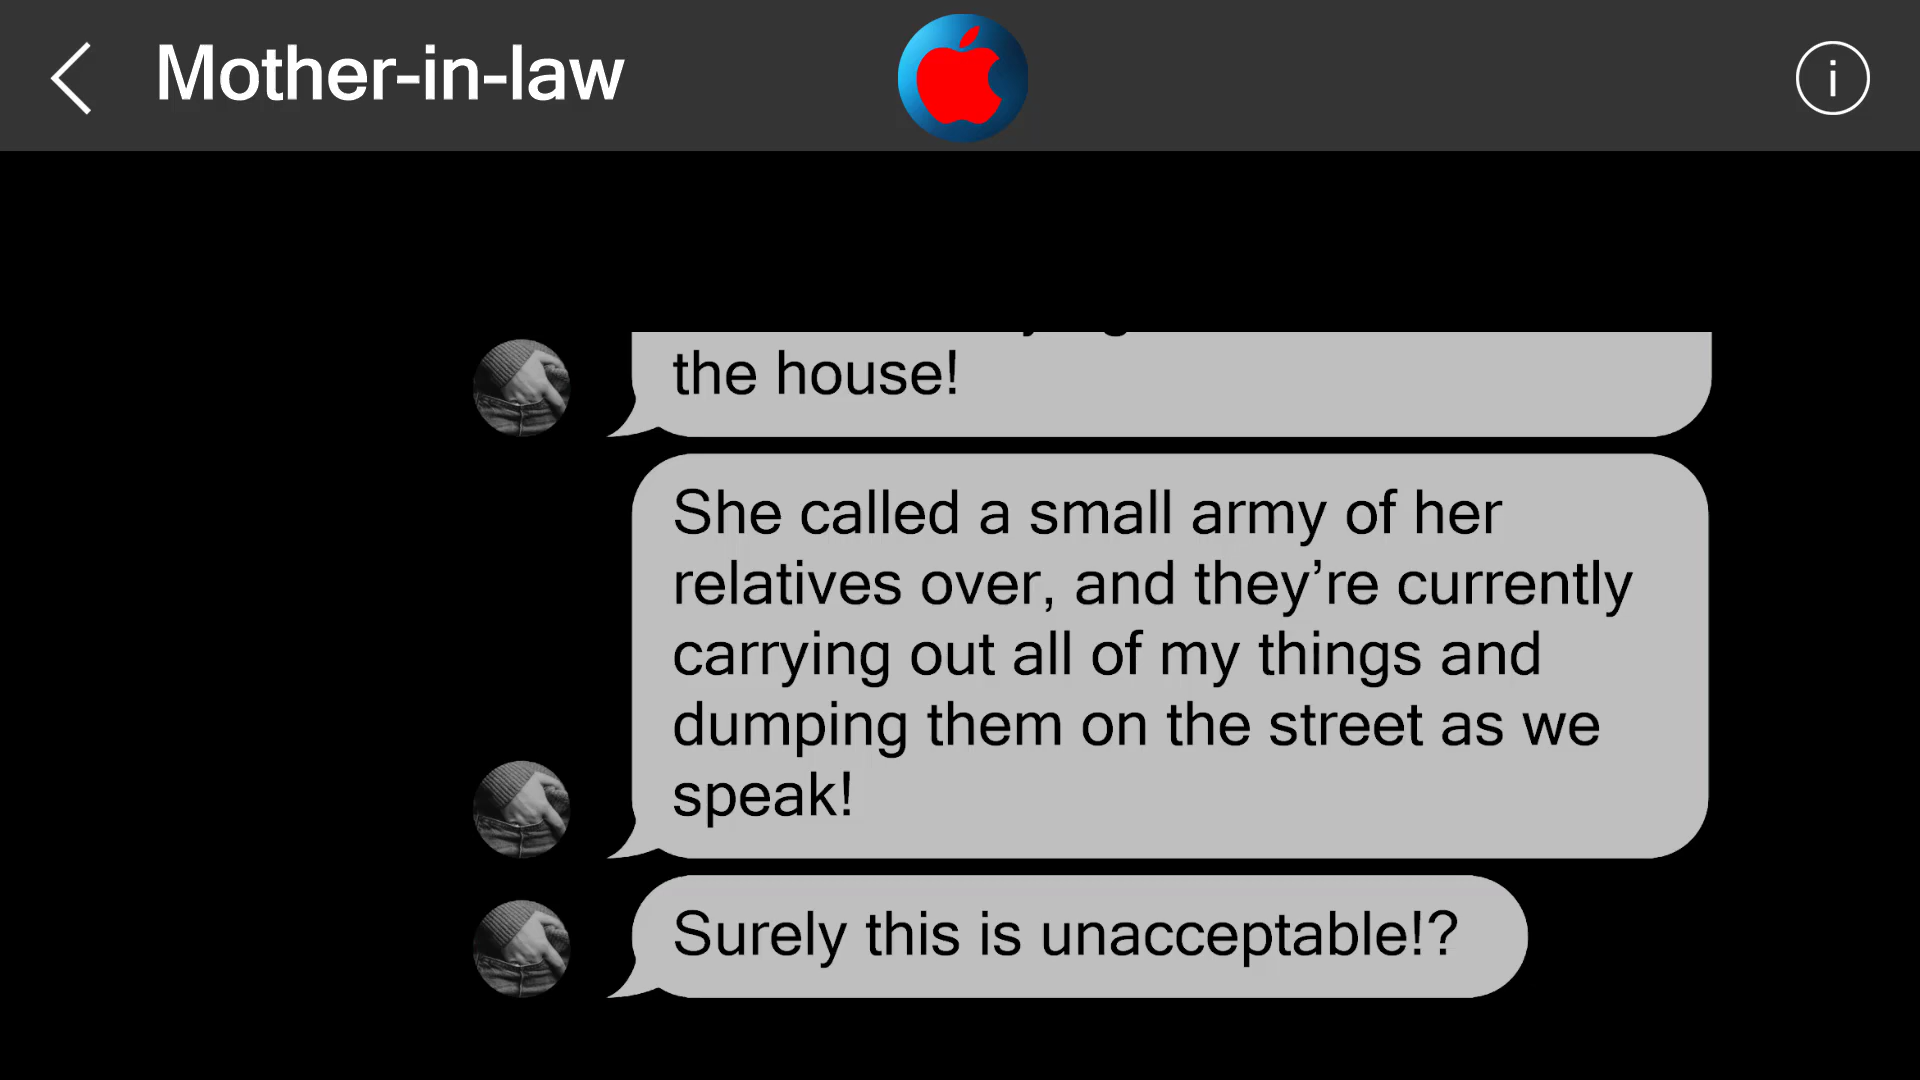 Mother-in-law
i
the house!
She called a small army of her
relatives over, and they’re currently
carrying out all of my things and
dumping them on the street as we
speak!
Surely this is unacceptable!?